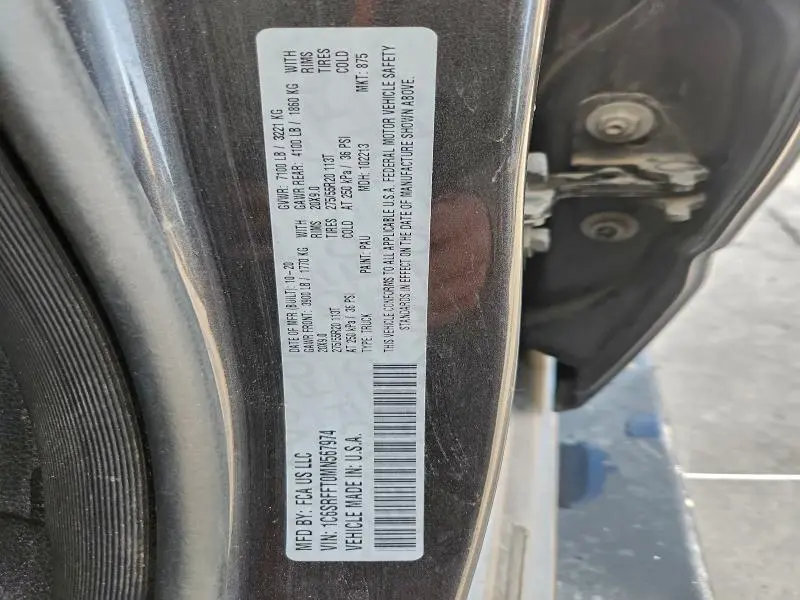 MFD BY: FCA US LLC
DATE OF MFR (BUILT): 10-20
GVWR: 7100 LB / 3221 KG
GAWR FRONT: 3900 LB / 1770 KG WITH
GAWR REAR: 4100 LB / 1860 KG WITH
20X9.0 RIMS
20X9.0 RIMS
275/55R20 113T TIRES
275/55R20 113T TIRES
AT 250 kPa / 36 PSI COLD
AT 250 kPa / 36 PSI COLD
VIN: 1C6SRFFT0MN567974
TYPE: TRUCK PAINT: PAU MDH: 102213 MKT: 875
VEHICLE MADE IN: U.S.A.
THIS VEHICLE CONFORMS TO ALL APPLICABLE U.S.A. FEDERAL MOTOR VEHICLE SAFETY
STANDARDS IN EFFECT ON THE DATE OF MANUFACTURE SHOWN ABOVE.